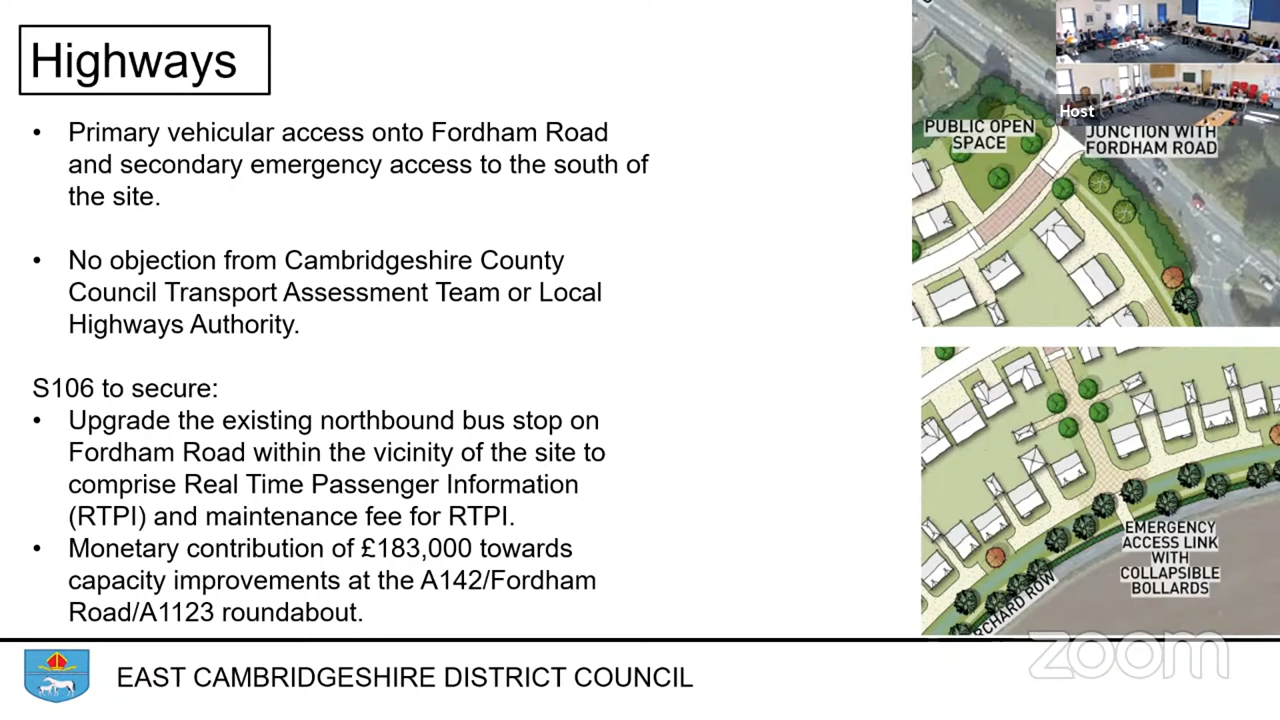 Highways
• Primary vehicular access onto Fordham Road
and secondary emergency access to the south of
the site.
• No objection from Cambridgeshire County
Council Transport Assessment Team or Local
Highways Authority.
S106 to secure:
• Upgrade the existing northbound bus stop on
Fordham Road within the vicinity of the site to
comprise Real Time Passenger Information
(RTPI) and maintenance fee for RTPI.
• Monetary contribution of £183,000 towards
capacity improvements at the A142/Fordham
Road/A1123 roundabout.
EAST CAMBRIDGESHIRE DISTRICT COUNCIL
Host
PUBLIC OPEN
SPACE
JUNCTION WITH
FORDHAM ROAD
EMERGENCY
ACCESS LINK
WITH
COLLAPSIBLE
BOLLARDS
RCHARD ROW
zoom